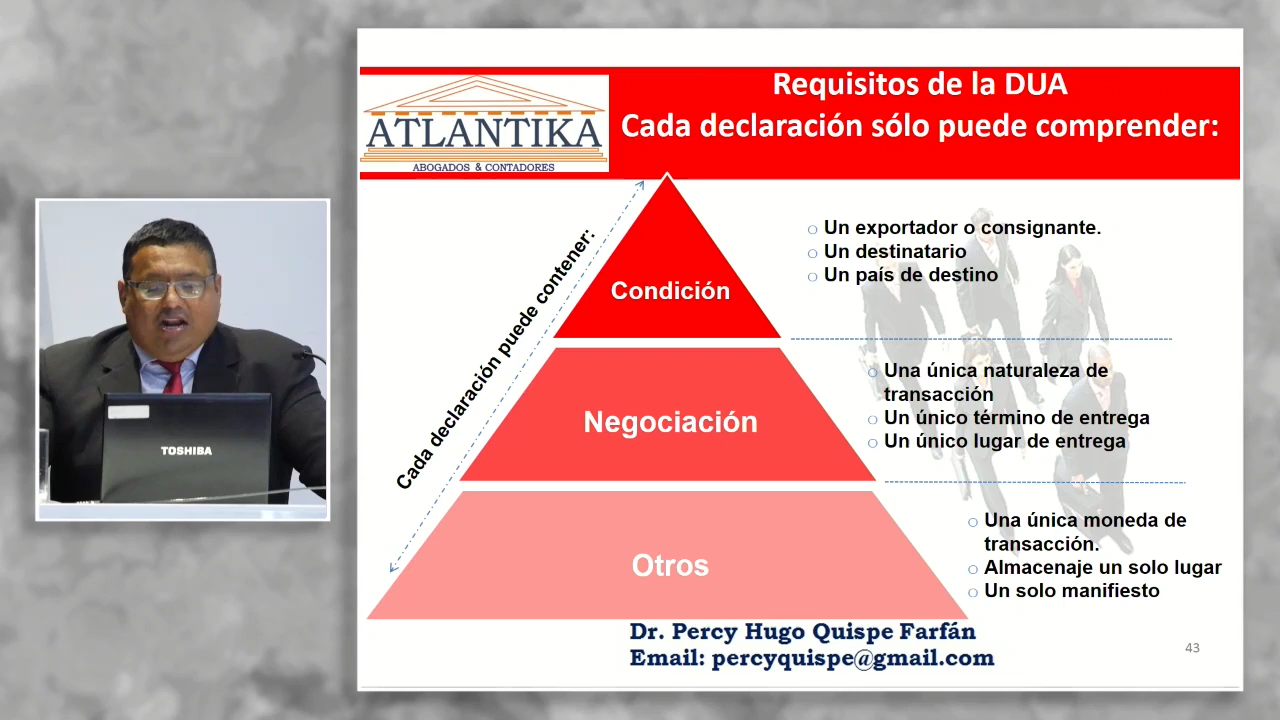 Requisitos de la DUA
Cada declaración sólo puede comprender:
ATLANTIKA
ABOGADOS & CONTADORES
Cada declaración puede contener:
Condición
Un exportador o consignante.
Un destinatario
Un país de destino
Negociación
Una única naturaleza de
transacción
Un único término de entrega
Un único lugar de entrega
Otros
Una única moneda de
transacción.
Almacenaje un solo lugar
Un solo manifiesto
Dr. Percy Hugo Quispe Farfán
Email: percyquispe@gmail.com
43
TOSHIBA